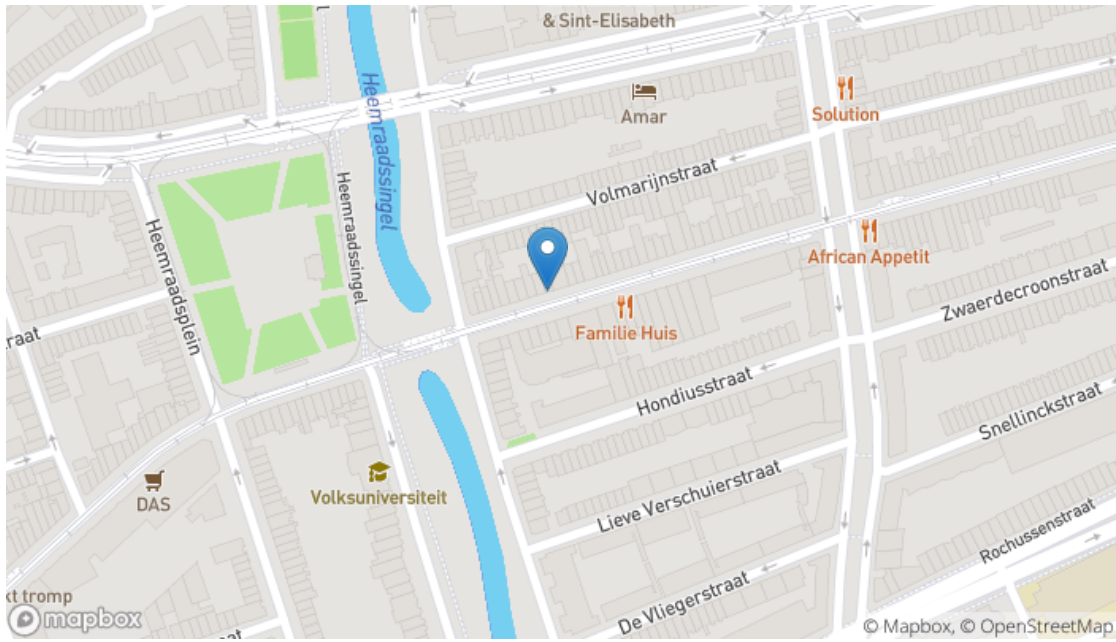 & Sint-Elisabeth
Heemraadssingel
Amar
Solution
Volmarijnstraat
Heemraadssingel
Heemraadsplein
African Appetit
Zwaerdecroonstraat
Familie Huis
raat
Hondiusstraat
Snellinckstraat
DAS
Volksuniversiteit
Lieve Verschuierstraat
Rochussenstraat
De Vliegerstraat
xt tromp
mapbox
© Mapbox, © OpenStreetMap